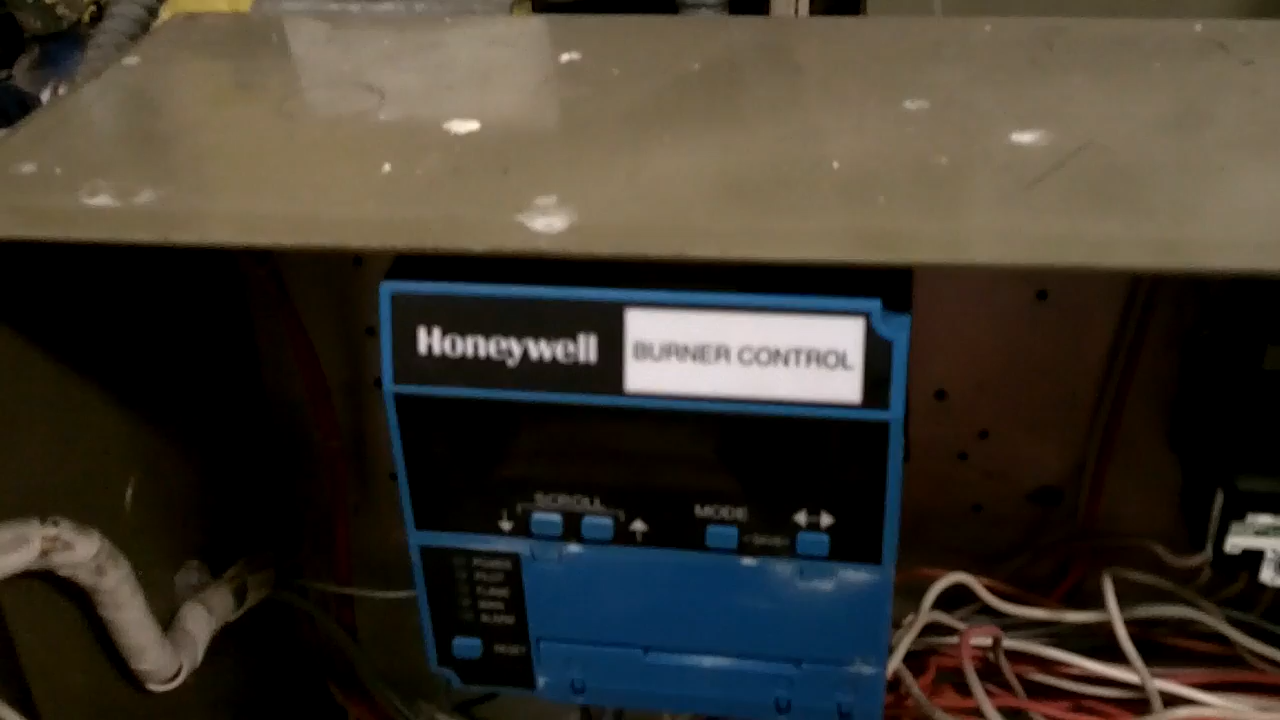 Honeywell
BURNER CONTROL
SCROLL
MODE
POWER
PILOT
FLAME
MAIN
ALARM
RESET